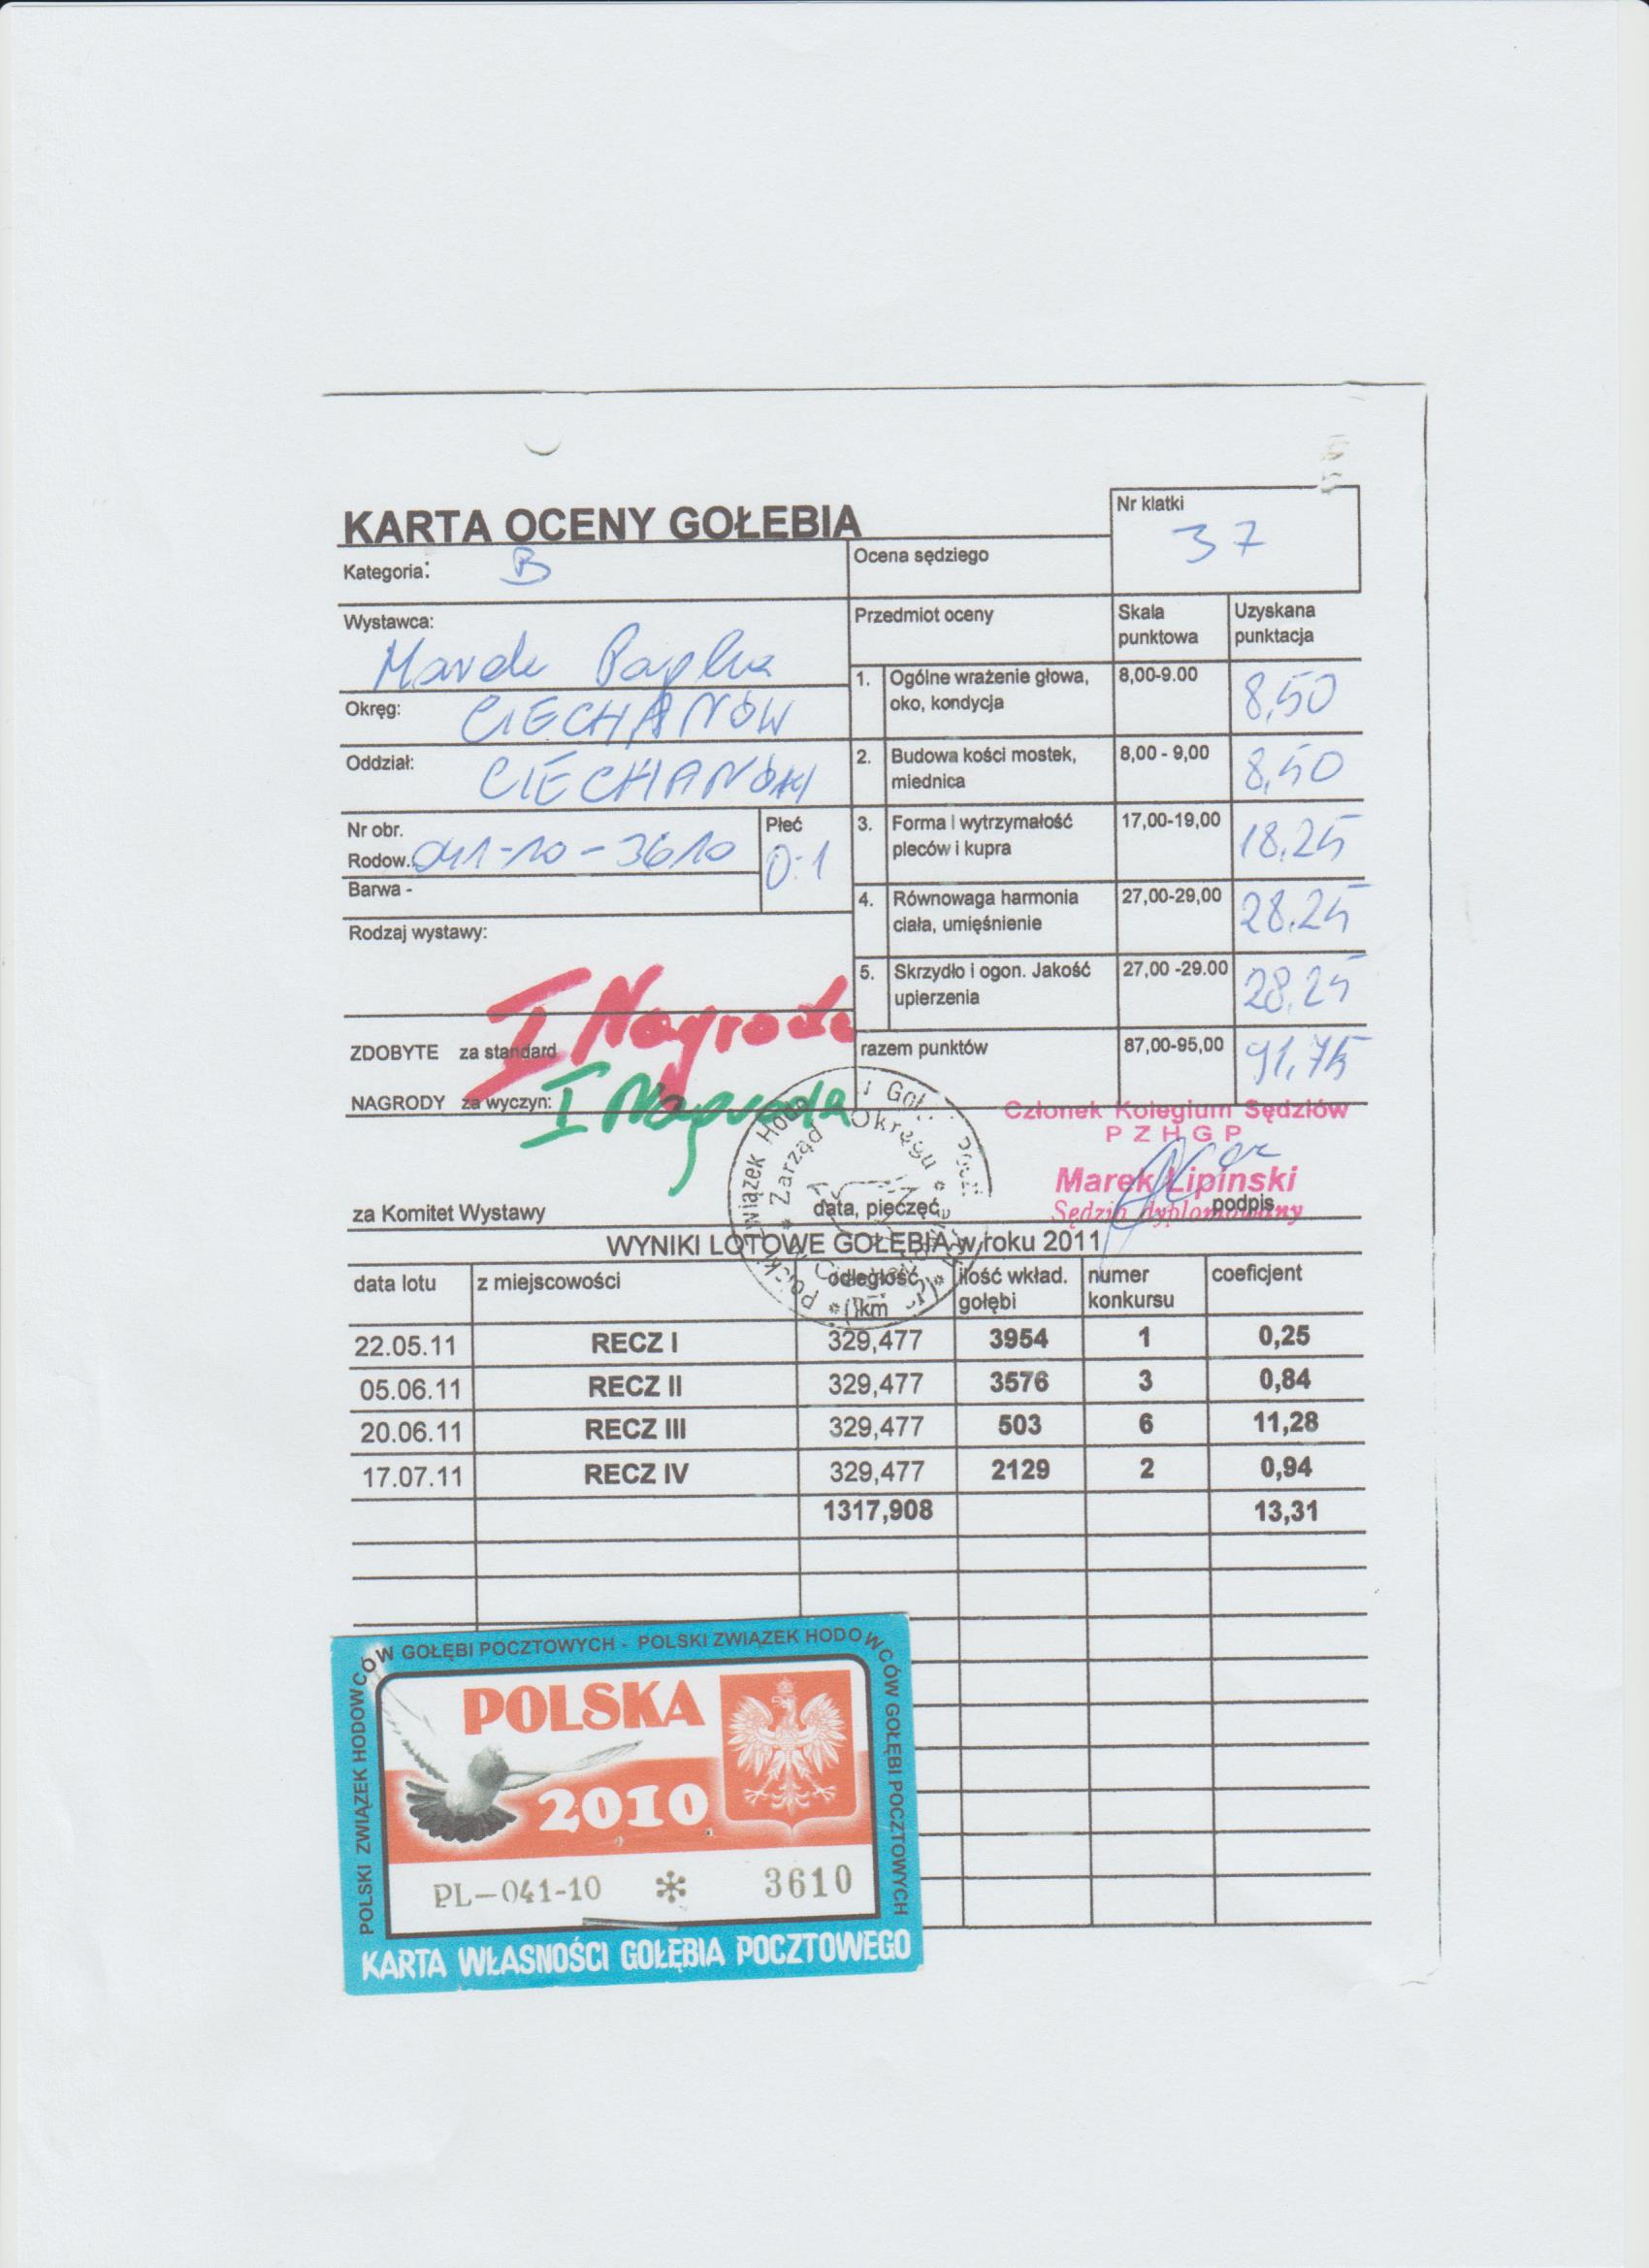 KARTA OCENY GOŁĘBIA
Nr klatki
37
Kategoria: B
Ocena sędziego
Wystawca:
Marek
Przedmiot oceny
Skala punktowa
Uzyskana punktacja
Okręg: CIECHANÓW
Oddział: CIECHANÓW
1. Ogólne wrażenie głowa, oko, kondycja 8,00-9.00 8,50
2. Budowa kości mostek, miednica 8,00 - 9,00 8,50
Nr obr.
Rodow. 041-10-3610
Płeć
0:1
3. Forma i wytrzymałość pleców i kupra 17,00-19,00 18,25
Barwa -
4. Równowaga harmonia ciała, umięśnienie 27,00-29,00 28,25
Rodzaj wystawy:
5. Skrzydło i ogon. Jakość upierzenia 27,00 -29.00 28,25
ZDOBYTE za standard I Nagroda
razem punktów 87,00-95,00 91,75
NAGRODY za wyczyn: I Nagroda
Członek Kolegium Sędziów
PZHGP
Marek Lipiński
Sędzia dyplomowany
za Komitet Wystawy
data, pieczęć
podpis
Zarząd Okręgu
WYNIKI LOTOWE GOŁĘBIA w roku 2011
data lotu z miejscowości odległość km ilość wkład. gołębi numer konkursu coeficjent
22.05.11 RECZ I 329,477 3954 1 0,25
05.06.11 RECZ II 329,477 3576 3 0,84
20.06.11 RECZ III 329,477 503 6 11,28
17.07.11 RECZ IV 329,477 2129 2 0,94
1317,908 13,31
POLSKI ZWIĄZEK HODOWCÓW GOŁĘBI POCZTOWYCH - POLSKI ZWIĄZEK HODOWCÓW GOŁĘBI POCZTOWYCH
POLSKA
2010
PL-041-10 * 3610
KARTA WŁASNOŚCI GOŁĘBIA POCZTOWEGO